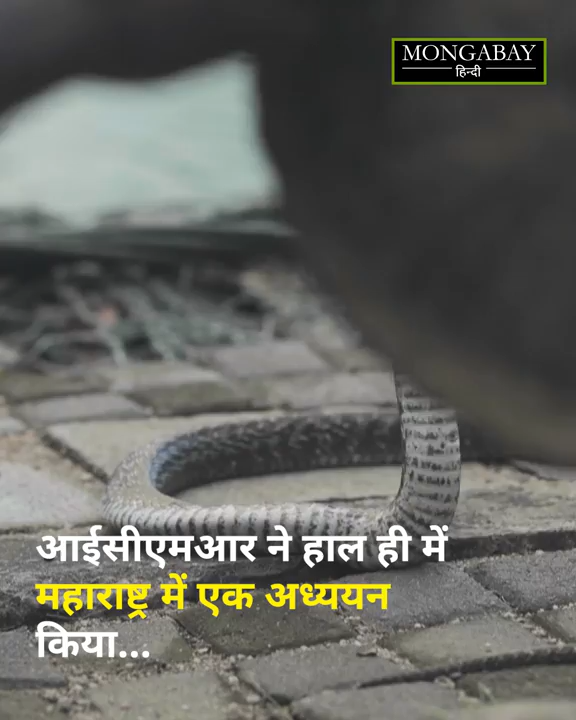 MONGABAY
हिन्दी
आईसीएमआर ने हाल ही में
महाराष्ट्र में एक अध्ययन
किया...